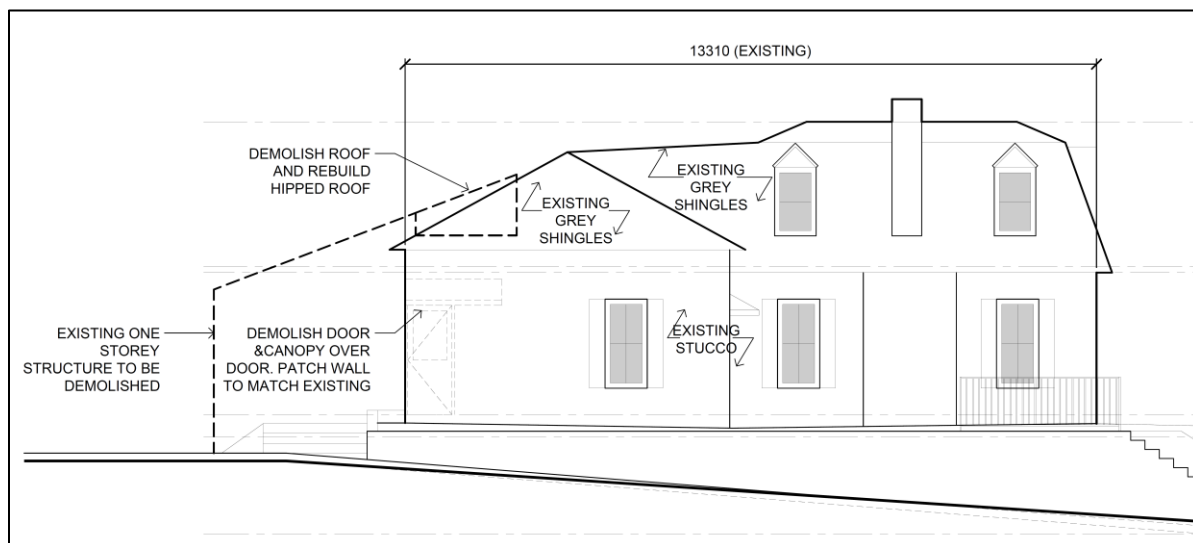 13310 (EXISTING)
DEMOLISH ROOF
AND REBUILD
HIPPED ROOF
EXISTING
GREY
SHINGLES
EXISTING
GREY
SHINGLES
EXISTING ONE
STOREY
STRUCTURE TO BE
DEMOLISHED
DEMOLISH DOOR
&CANOPY OVER
DOOR. PATCH WALL
TO MATCH EXISTING
EXISTING
STUCCO